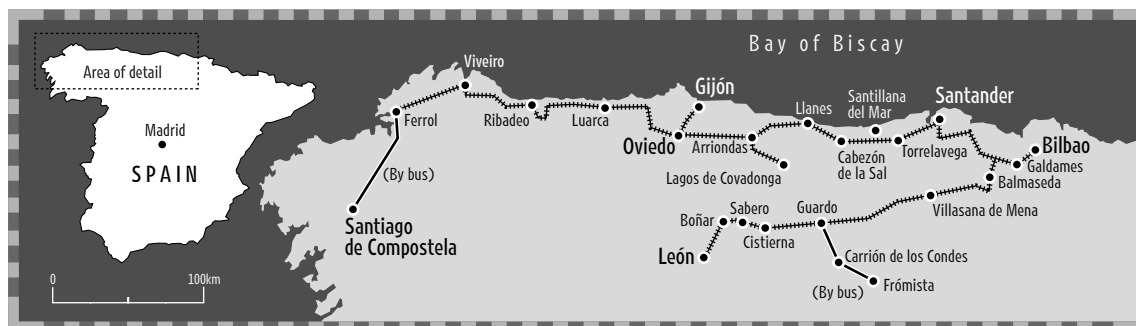 Bay of Biscay
Area of detail
Madrid
SPAIN
0
100km
Viveiro
Ferrol
Ribadeo
Luarca
Gijón
Oviedo
Arriondas
Lagos de Covadonga
Llanes
Santillana
del Mar
Cabezón
de la Sal
Torrelavega
Santander
Bilbao
Galdames
Balmaseda
Villasana de Mena
(By bus)
Santiago
de Compostela
Boñar
Sabero
Cistierna
Guardo
León
Carrión de los Condes
(By bus)
Frómista